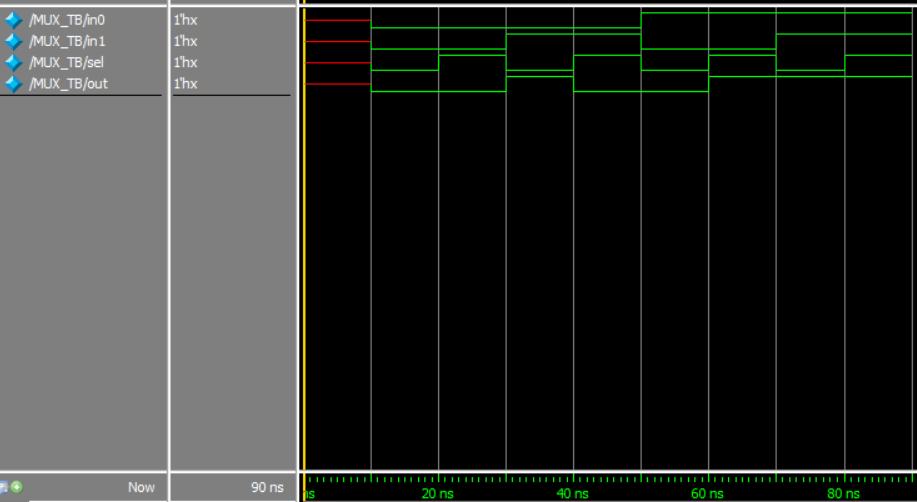 /MUX_TB/in0 1'hx
/MUX_TB/in1 1'hx
/MUX_TB/sel 1'hx
/MUX_TB/out 1'hx
Now 90 ns
ns 20 ns 40 ns 60 ns 80 ns